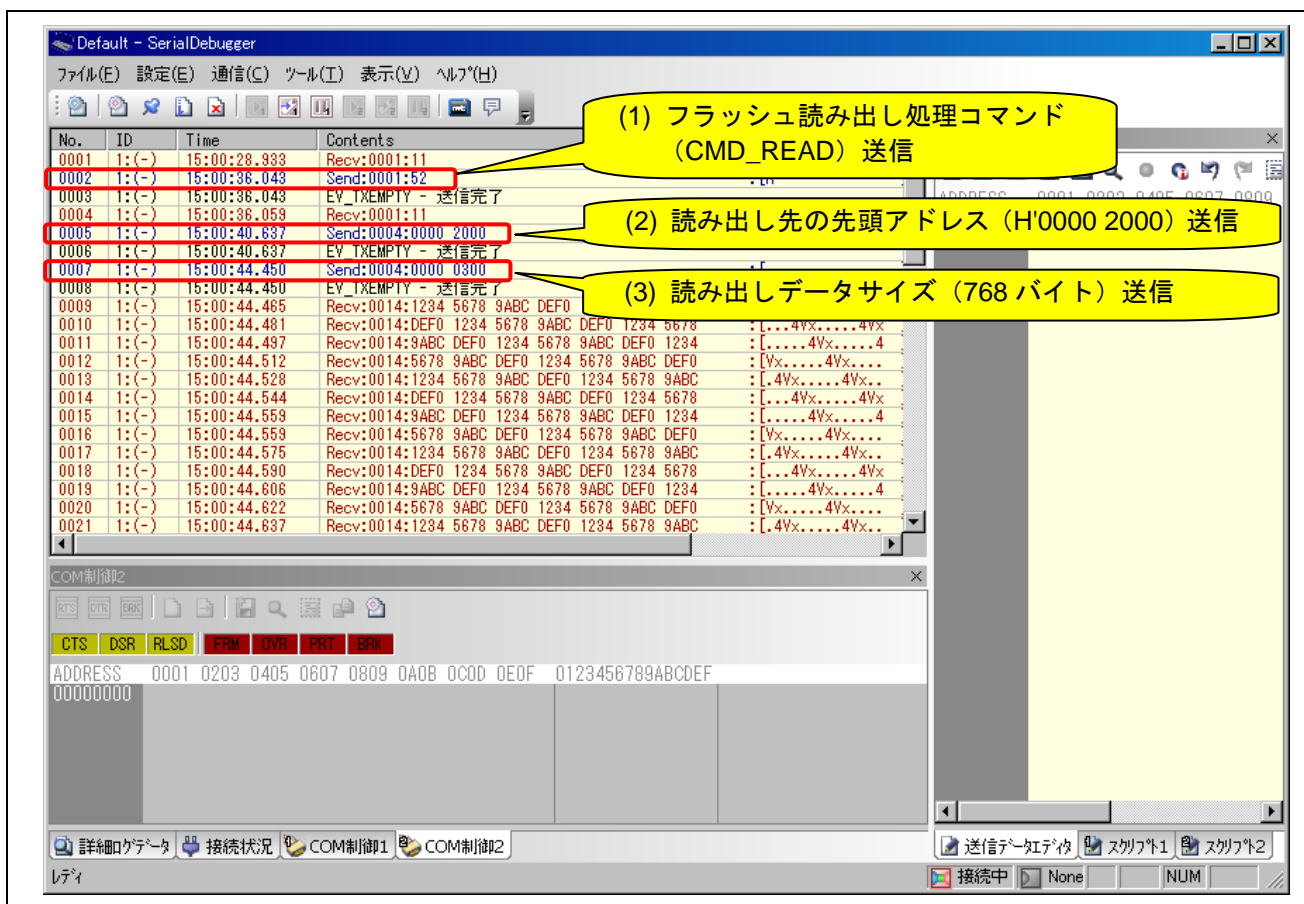 Default - SerialDebugger
ファイル(F) 設定(E) 通信(C) ツール(T) 表示(V) ヘルプ(H)
(1) フラッシュ読み出し処理コマンド
（CMD_READ）送信
No. ID Time Contents
0001 1:(-) 15:00:28.933 Recv:0001:11
0002 1:(-) 15:00:36.043 Send:0001:52
0003 1:(-) 15:00:36.043 EV_TXEMPTY - 送信完了
0004 1:(-) 15:00:36.059 Recv:0001:11
(2) 読み出し先の先頭アドレス（H'0000 2000）送信
0005 1:(-) 15:00:40.637 Send:0004:0000 2000
0006 1:(-) 15:00:40.637 EV_TXEMPTY - 送信完了
0007 1:(-) 15:00:44.450 Send:0004:0000 0300
(3) 読み出しデータサイズ（768 バイト）送信
0008 1:(-) 15:00:44.450 EV_TXEMPTY - 送信完了
0009 1:(-) 15:00:44.465 Recv:0014:1234 5678 9ABC DEF0
0010 1:(-) 15:00:44.481 Recv:0014:DEF0 1234 5678 9ABC DEF0 1234 5678 :[...4Vx.....4Vx
0011 1:(-) 15:00:44.497 Recv:0014:9ABC DEF0 1234 5678 9ABC DEF0 1234 :[.....4Vx.....4
0012 1:(-) 15:00:44.512 Recv:0014:5678 9ABC DEF0 1234 5678 9ABC DEF0 :[Vx.....4Vx....
0013 1:(-) 15:00:44.528 Recv:0014:1234 5678 9ABC DEF0 1234 5678 9ABC :[.4Vx.....4Vx..
0014 1:(-) 15:00:44.544 Recv:0014:DEF0 1234 5678 9ABC DEF0 1234 5678 :[...4Vx.....4Vx
0015 1:(-) 15:00:44.559 Recv:0014:9ABC DEF0 1234 5678 9ABC DEF0 1234 :[.....4Vx.....4
0016 1:(-) 15:00:44.559 Recv:0014:5678 9ABC DEF0 1234 5678 9ABC DEF0 :[Vx.....4Vx....
0017 1:(-) 15:00:44.575 Recv:0014:1234 5678 9ABC DEF0 1234 5678 9ABC :[.4Vx.....4Vx..
0018 1:(-) 15:00:44.590 Recv:0014:DEF0 1234 5678 9ABC DEF0 1234 5678 :[...4Vx.....4Vx
0019 1:(-) 15:00:44.606 Recv:0014:9ABC DEF0 1234 5678 9ABC DEF0 1234 :[.....4Vx.....4
0020 1:(-) 15:00:44.622 Recv:0014:5678 9ABC DEF0 1234 5678 9ABC DEF0 :[Vx.....4Vx....
0021 1:(-) 15:00:44.637 Recv:0014:1234 5678 9ABC DEF0 1234 5678 9ABC :[.4Vx.....4Vx..
COM制御2
RTS DTR BRK
CTS DSR RLSD FRM OVR PRT BRK
ADDRESS 0001 0203 0405 0607 0809 0A0B 0C0D 0E0F 0123456789ABCDEF
00000000
詳細ログデータ 接続状況 COM制御1 COM制御2
送信データエディタ スクリプト1 スクリプト2
レディ 接続中 None NUM